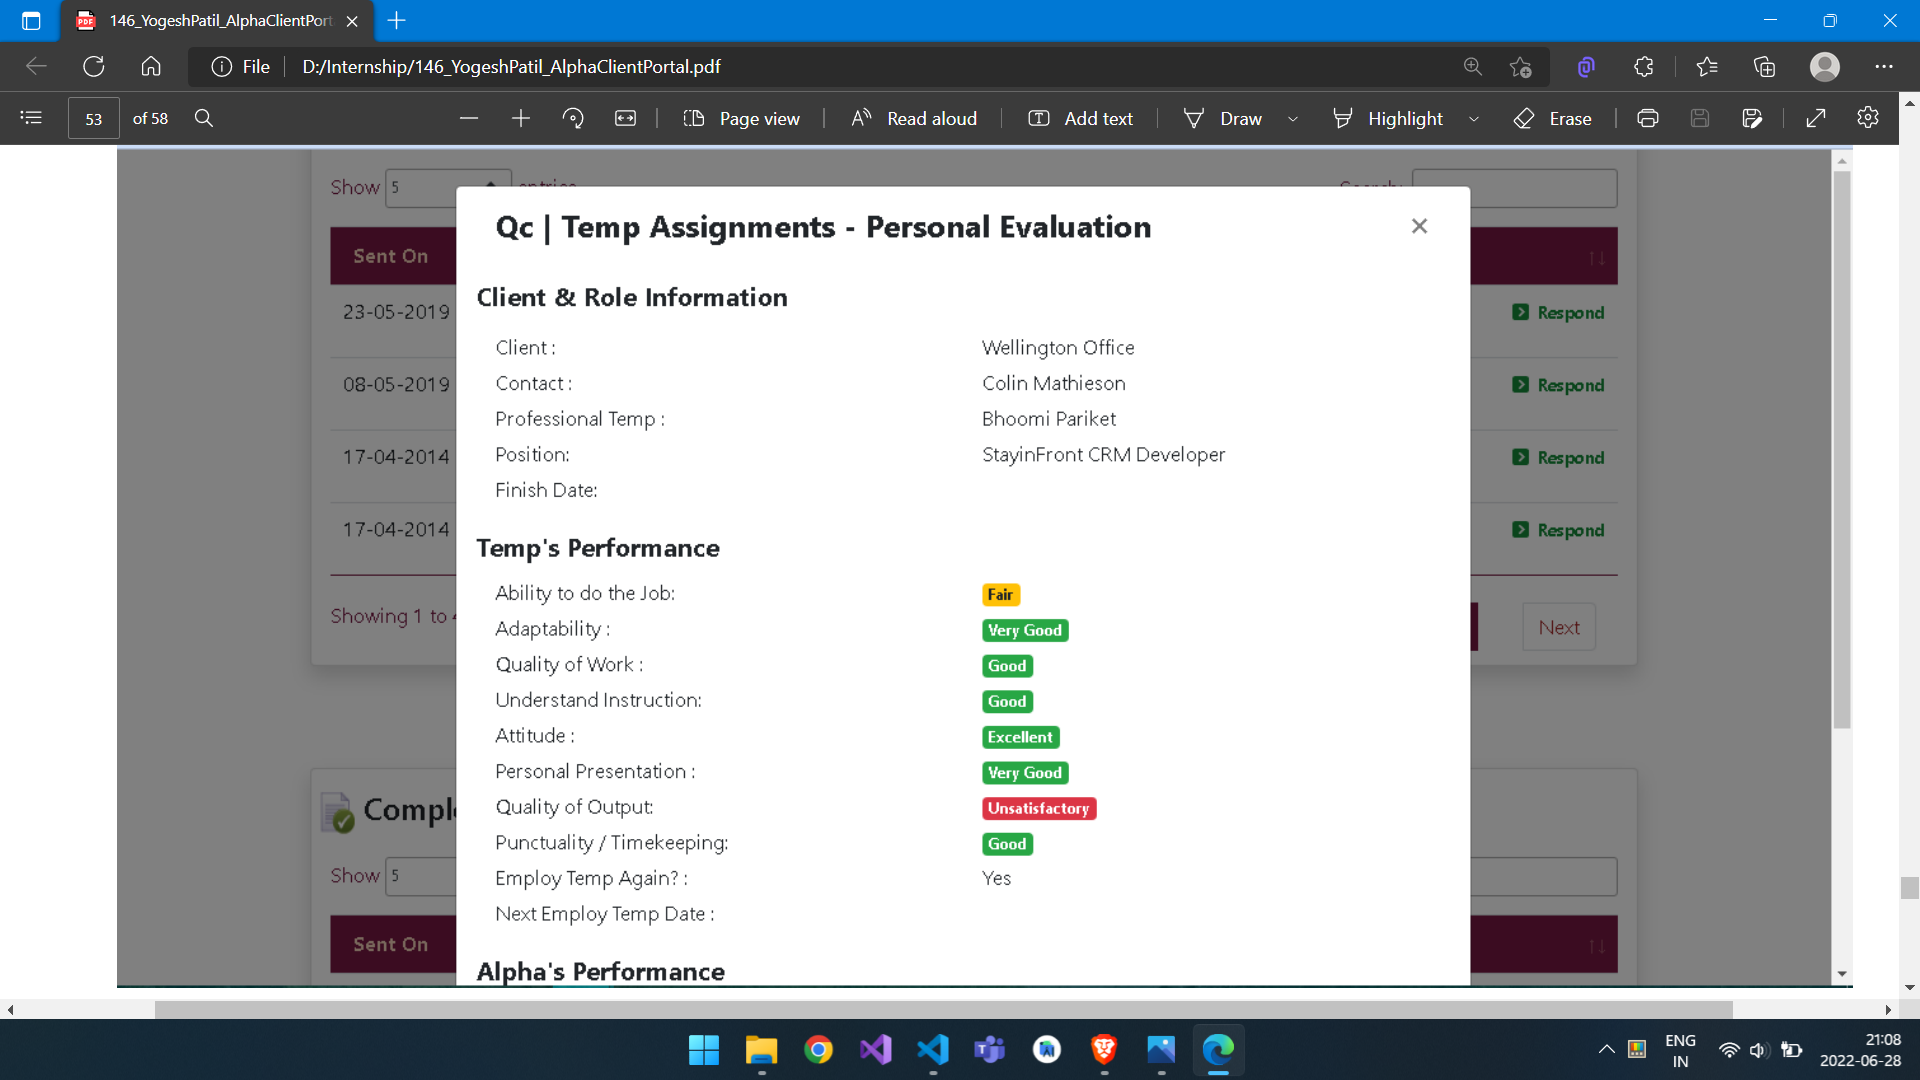 146_YogeshPatil_AlphaClientPort
File D:/Internship/146_YogeshPatil_AlphaClientPortal.pdf
53 of 58 Page view Read aloud Add text Draw Highlight Erase
Show 5 entries Search:
Qc | Temp Assignments - Personal Evaluation
Sent On
Client & Role Information
23-05-2019 Respond
Client : Wellington Office
08-05-2019 Contact : Colin Mathieson Respond
Professional Temp : Bhoomi Pariket
17-04-2014 Position: StayinFront CRM Developer Respond
Finish Date:
17-04-2014 Respond
Temp's Performance
Ability to do the Job: Fair
Showing 1 to 4 Adaptability : Very Good Next
Quality of Work : Good
Understand Instruction: Good
Attitude : Excellent
Personal Presentation : Very Good
Compl Quality of Output: Unsatisfactory
Punctuality / Timekeeping: Good
Show 5 Employ Temp Again? : Yes
Next Employ Temp Date :
Sent On
Alpha's Performance
ENG 21:08
IN 2022-06-28